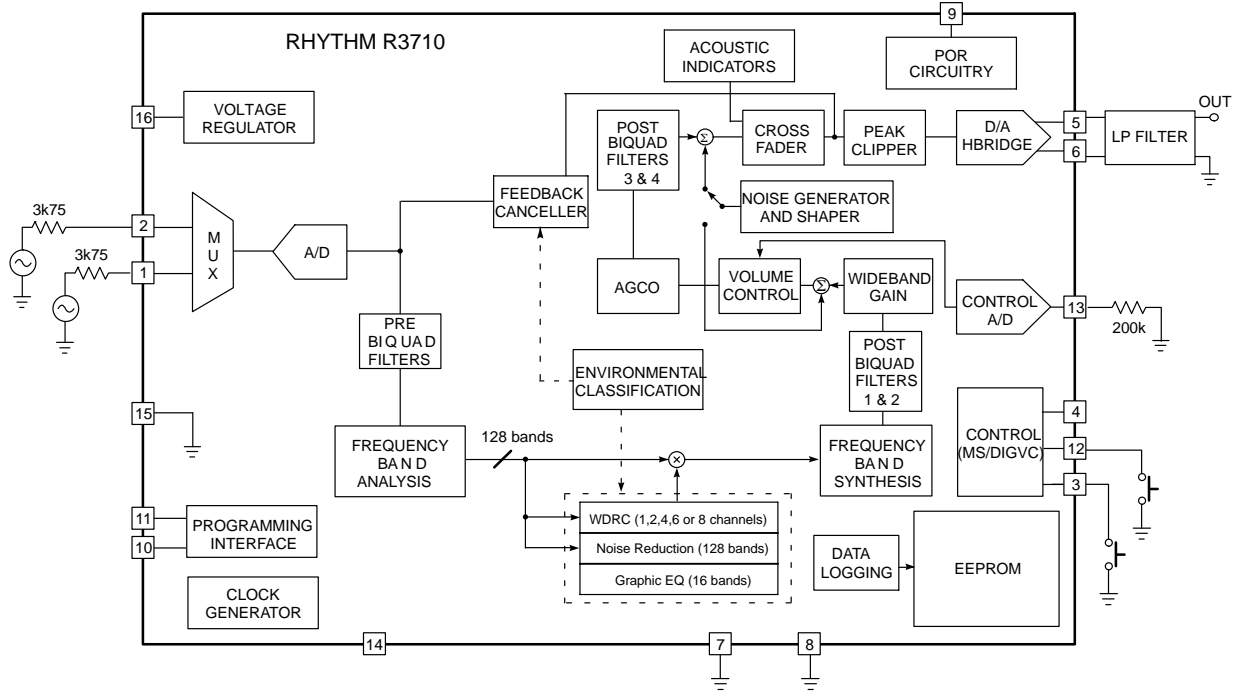 9
RHYTHM R3710
ACOUSTIC
INDICATORS
POR
CIRCUITRY
16
VOLTAGE
REGULATOR
POST
BIQUAD
FILTERS
3 & 4
Σ
CROSS
FADER
PEAK
CLIPPER
D/A
HBRIDGE
5
6
LP FILTER
OUT
FEEDBACK
CANCELLER
NOISE GENERATOR
AND SHAPER
3k75
2
3k75
1
M
U
X
A/D
AGCO
VOLUME
CONTROL
Σ
WIDEBAND
GAIN
CONTROL
A/D
13
200k
PRE
BIQUAD
FILTERS
ENVIRONMENTAL
CLASSIFICATION
POST
BIQUAD
FILTERS
1 & 2
15
FREQUENCY
BAND
ANALYSIS
128 bands
×
FREQUENCY
BAND
SYNTHESIS
CONTROL
(MS/DIGVC)
4
12
3
11
10
PROGRAMMING
INTERFACE
WDRC (1,2,4,6 or 8 channels)
Noise Reduction (128 bands)
Graphic EQ (16 bands)
DATA
LOGGING
EEPROM
CLOCK
GENERATOR
14
7
8